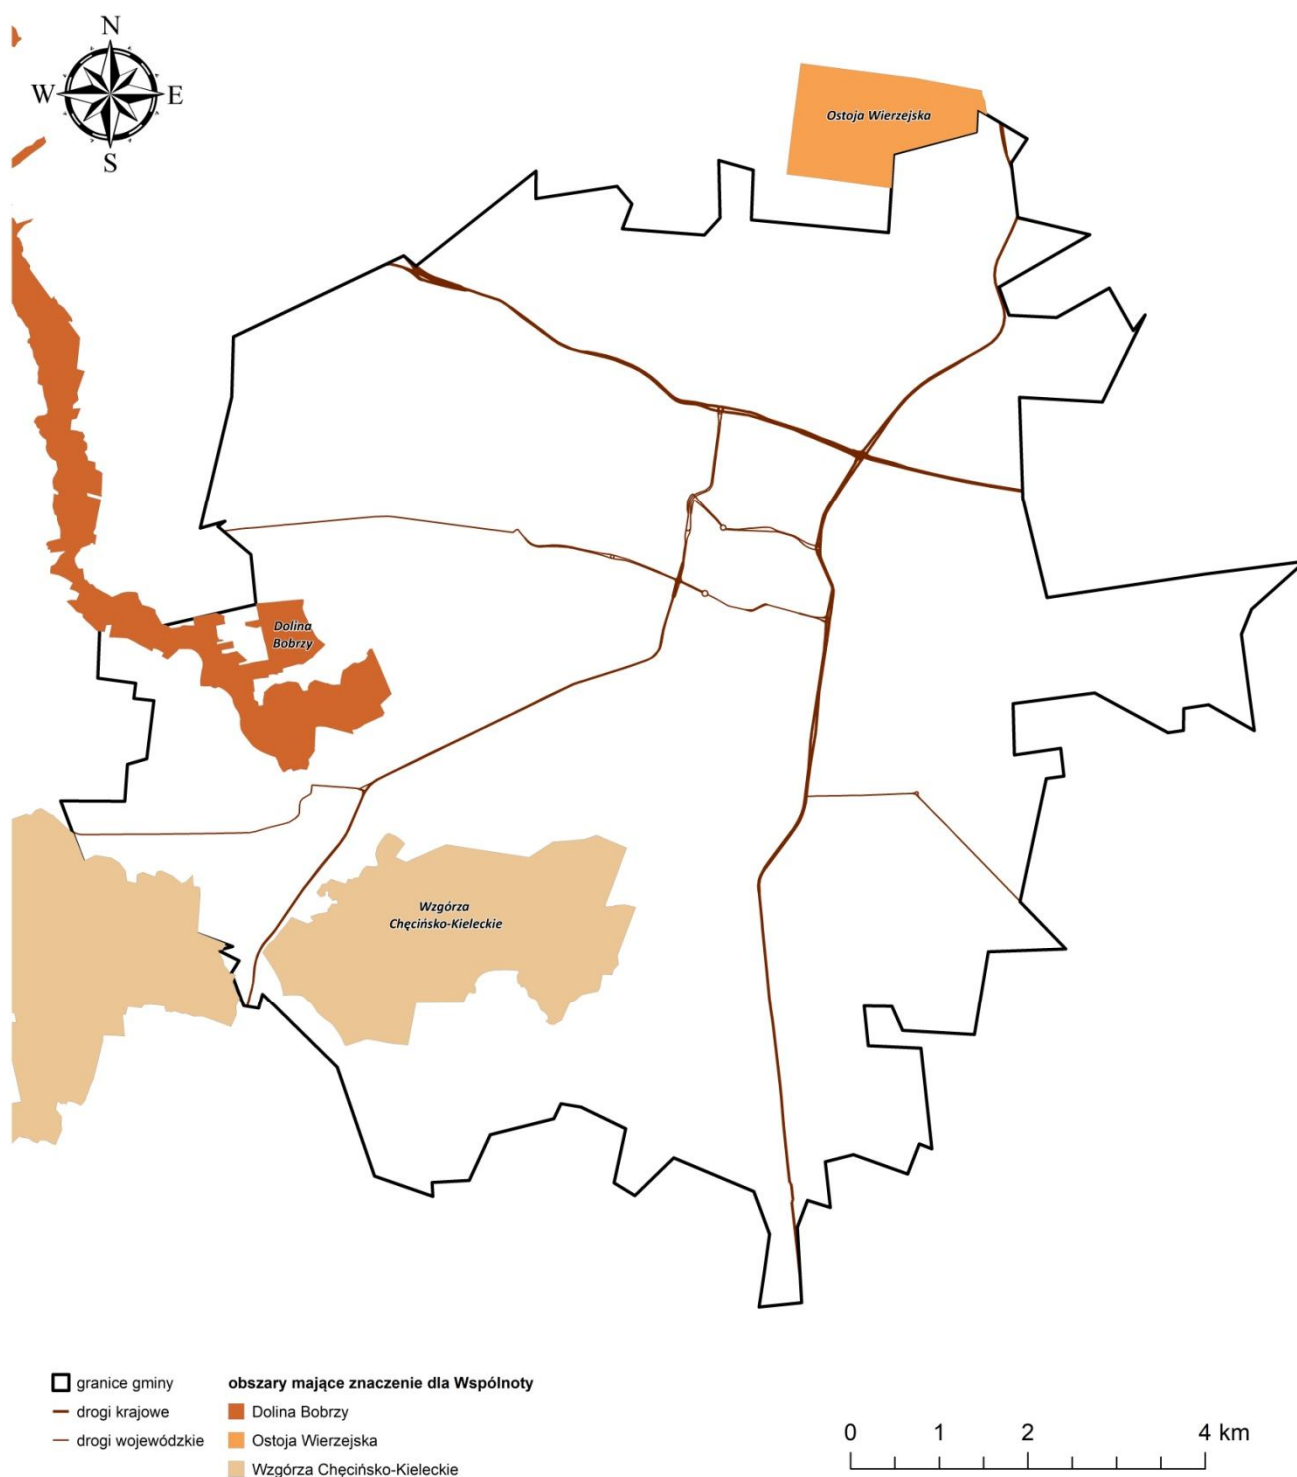 N
W
E
S
Ostoja Wierzejska
Dolina
Bobrzy
Wzgórza
Chęcińsko-Kieleckie
granice gminy
drogi krajowe
drogi wojewódzkie
obszary mające znaczenie dla Wspólnoty
Dolina Bobrzy
Ostoja Wierzejska
Wzgórza Chęcińsko-Kieleckie
0 1 2 4 km